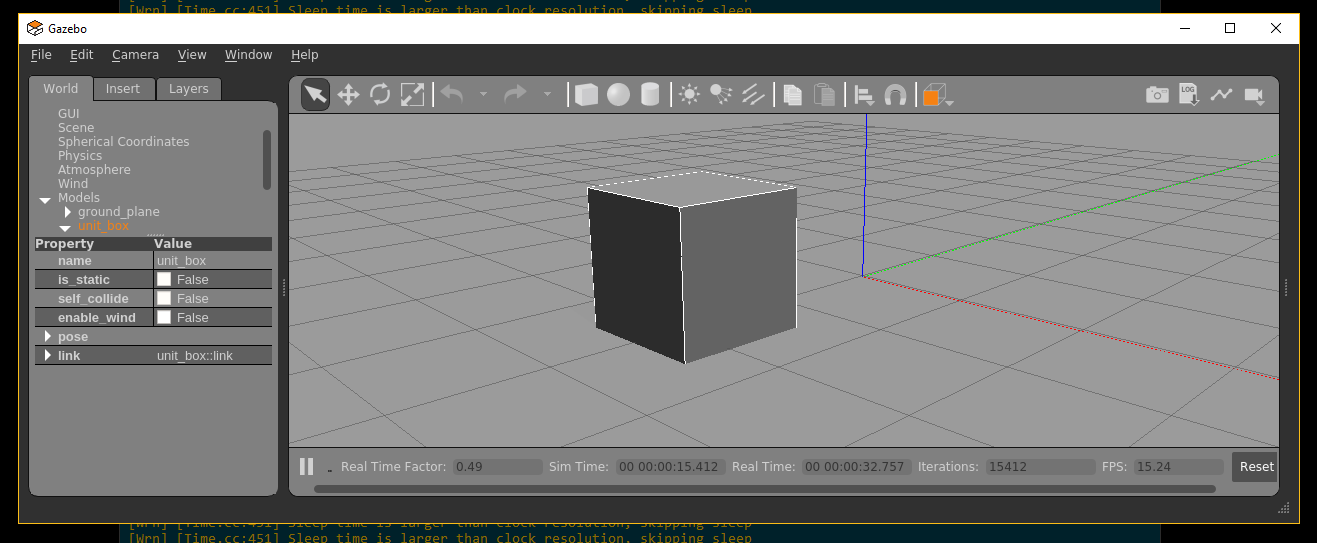 [Wrn] [Time.cc:451] Sleep time is larger than clock resolution, skipping sleep
Gazebo
File Edit Camera View Window Help
World Insert Layers
LOG
GUI
Scene
Spherical Coordinates
Physics
Atmosphere
Wind
Models
ground_plane
unit_box
Property Value
name unit_box
is_static False
self_collide False
enable_wind False
pose
link unit_box::link
Real Time Factor: 0.49 Sim Time: 00 00:00:15.412 Real Time: 00 00:00:32.757 Iterations: 15412 FPS: 15.24 Reset
[Wrn] [Time.cc:451] Sleep time is larger than clock resolution, skipping sleep
[Wrn] [Time.cc:451] Sleep time is larger than clock resolution, skipping sleep